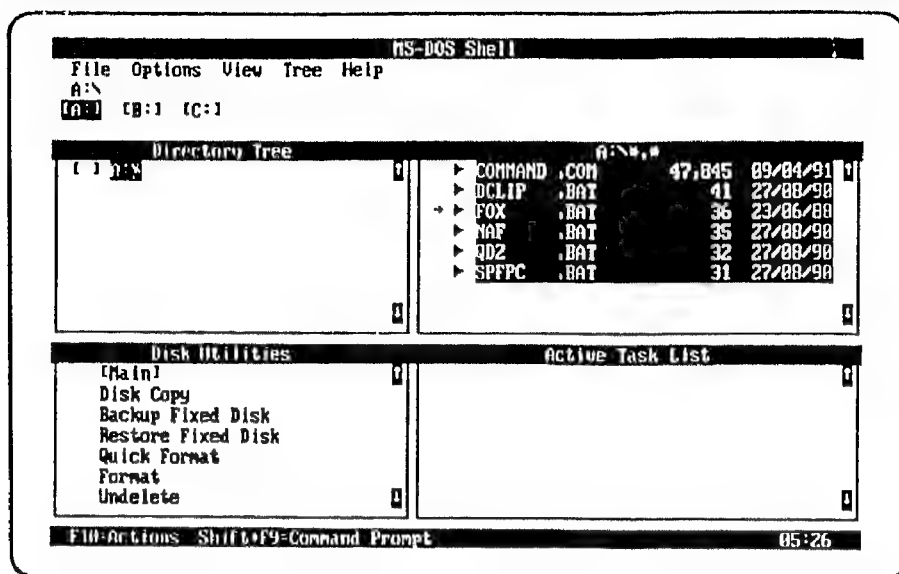 MS-DOS Shell
File Options View Tree Help
A:\
[A:] [B:] [C:]
Directory Tree
[ ] A:\
A:\*.*
COMMAND .COM 47,845 09/04/91
DCLIP .BAT 41 27/08/90
FOX .BAT 36 23/06/88
NAF .BAT 35 27/08/90
QD2 .BAT 32 27/08/90
SPFPC .BAT 31 27/08/90
Disk Utilities
[Main]
Disk Copy
Backup Fixed Disk
Restore Fixed Disk
Quick Format
Format
Undelete
Active Task List
F10=Actions Shift+F9=Command Prompt 05:26